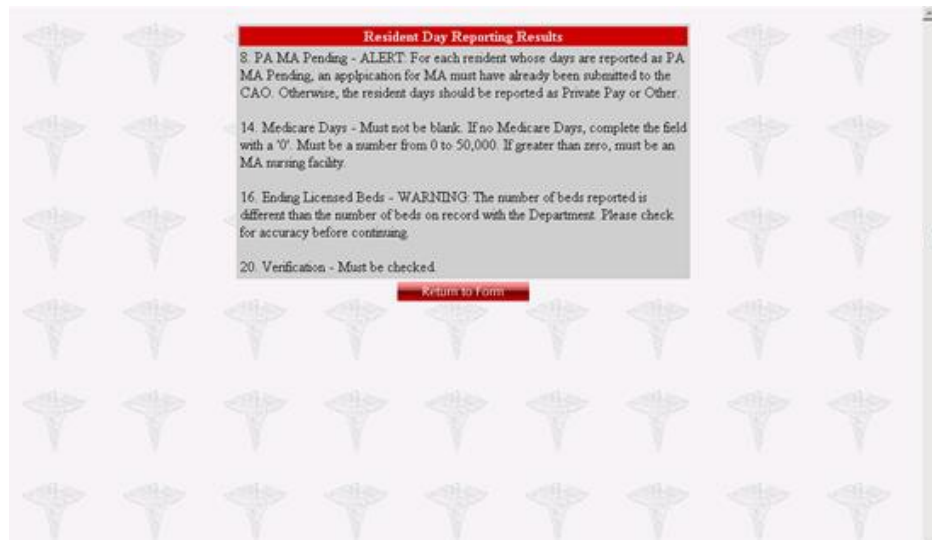 Resident Day Reporting Results
8. PA MA Pending - ALERT: For each resident whose days are reported as PA
MA Pending, an applpication for MA must have already been submitted to the
CAO. Otherwise, the resident days should be reported as Private Pay or Other.
14. Medicare Days - Must not be blank. If no Medicare Days, complete the field
with a '0'. Must be a number from 0 to 50,000. If greater than zero, must be an
MA nursing facility.
16. Ending Licensed Beds - WARNING: The number of beds reported is
different than the number of beds on record with the Department. Please check
for accuracy before continuing.
20. Verification - Must be checked.
Return to Form